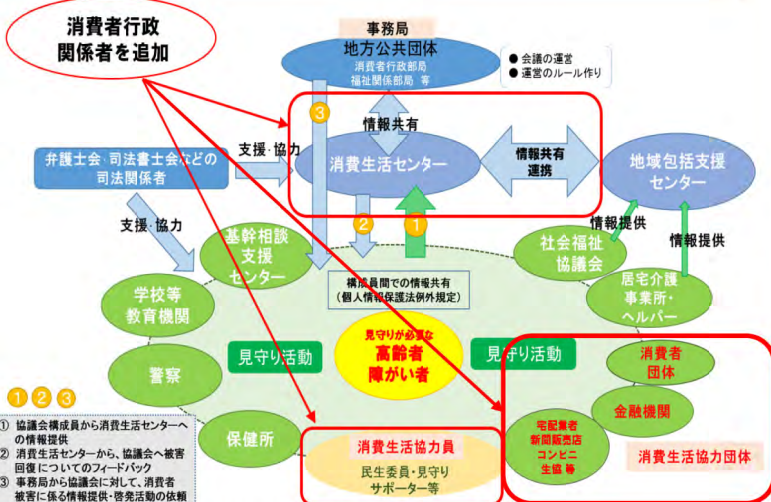 消費者行政
関係者を追加
事務局
地方公共団体
消費者行政部局
福祉関係部局 等
● 会議の運営
● 運営のルール作り
③
情報共有
弁護士会・司法書士会などの
司法関係者
支援・協力
消費生活センター
情報共有
連携
地域包括支援
センター
支援・協力
②
①
情報提供
情報提供
基幹相談
支援
センター
社会福祉
協議会
構成員間での情報共有
(個人情報保護法例外規定)
学校等
教育機関
居宅介護
事業所・
ヘルパー
見守り活動
見守りが必要な
高齢者
障がい者
見守り活動
警察
消費者
団体
金融機関
① ② ③
保健所
消費生活協力員
民生委員・見守り
サポーター等
宅配業者
新聞販売店
コンビニ
生協 等
消費生活協力団体
① 協議会構成員から消費生活センターへ
の情報提供
② 消費生活センターから、協議会へ被害
回復についてのフィードバック
③ 事務局から協議会に対して、消費者
被害に係る情報提供・啓発活動の依頼